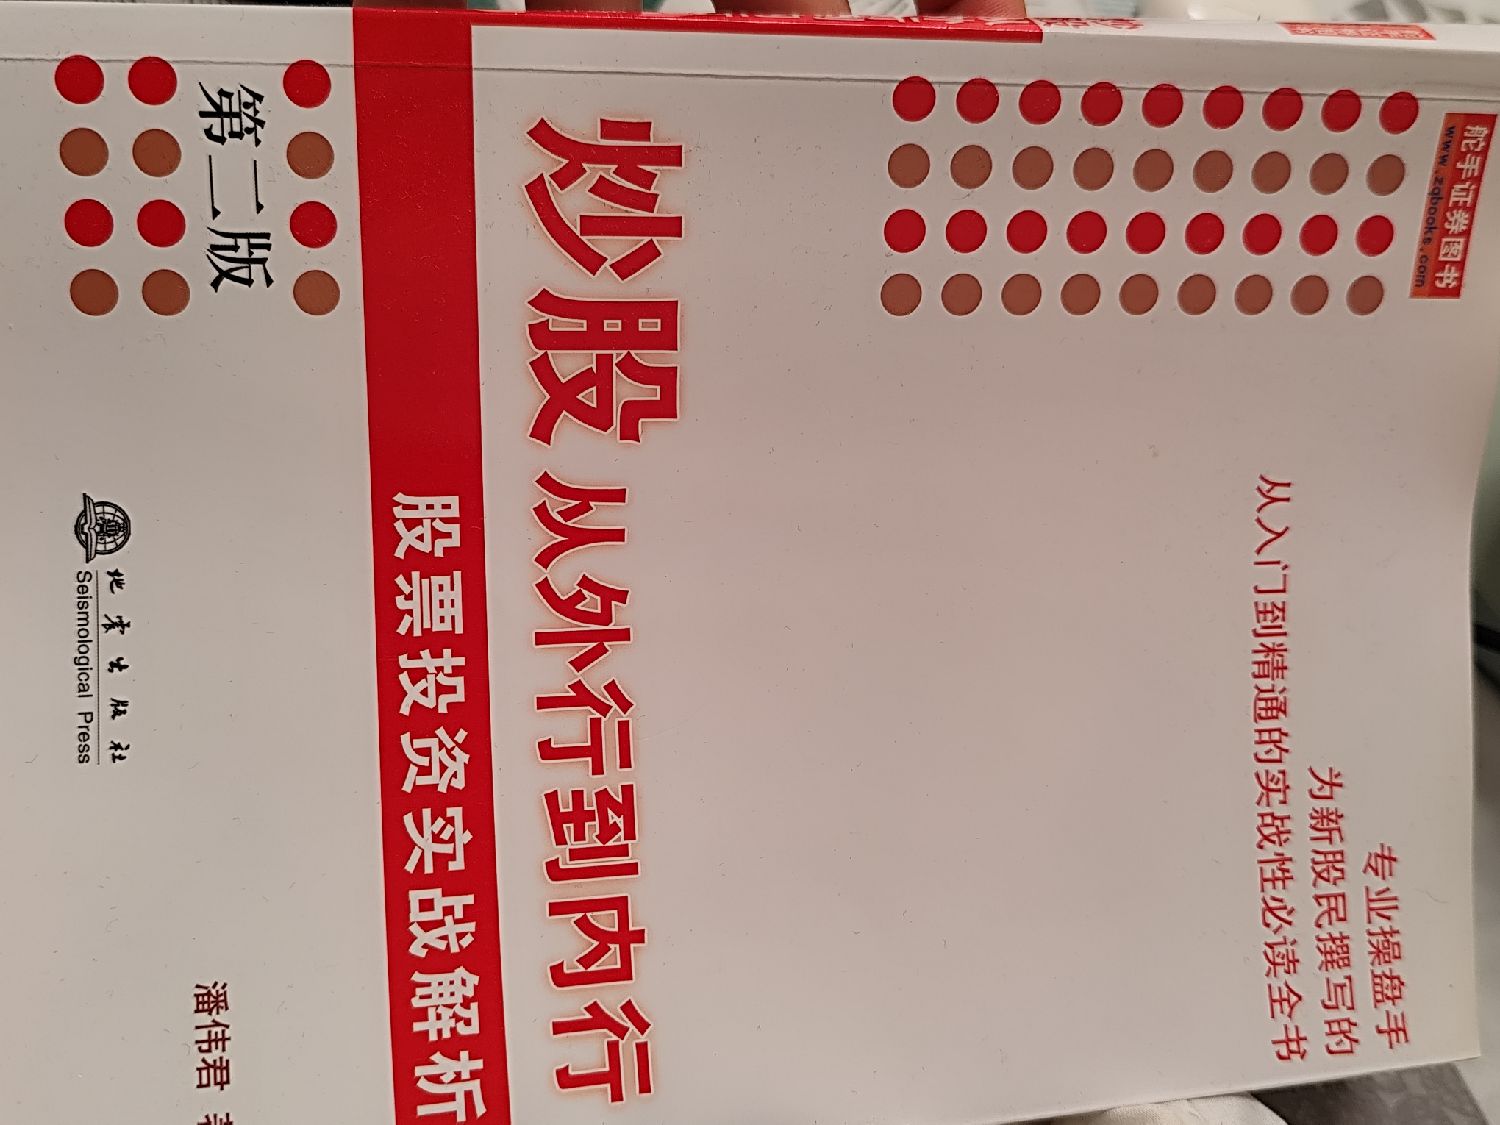 舵手证券图书
www.zqbooks.com
专业操盘手
为新股民撰写的
从入门到精通的实战性必读全书
炒股从外行到内行
股票投资实战解析
第二版
潘伟君
地震出版社
Seismological Press